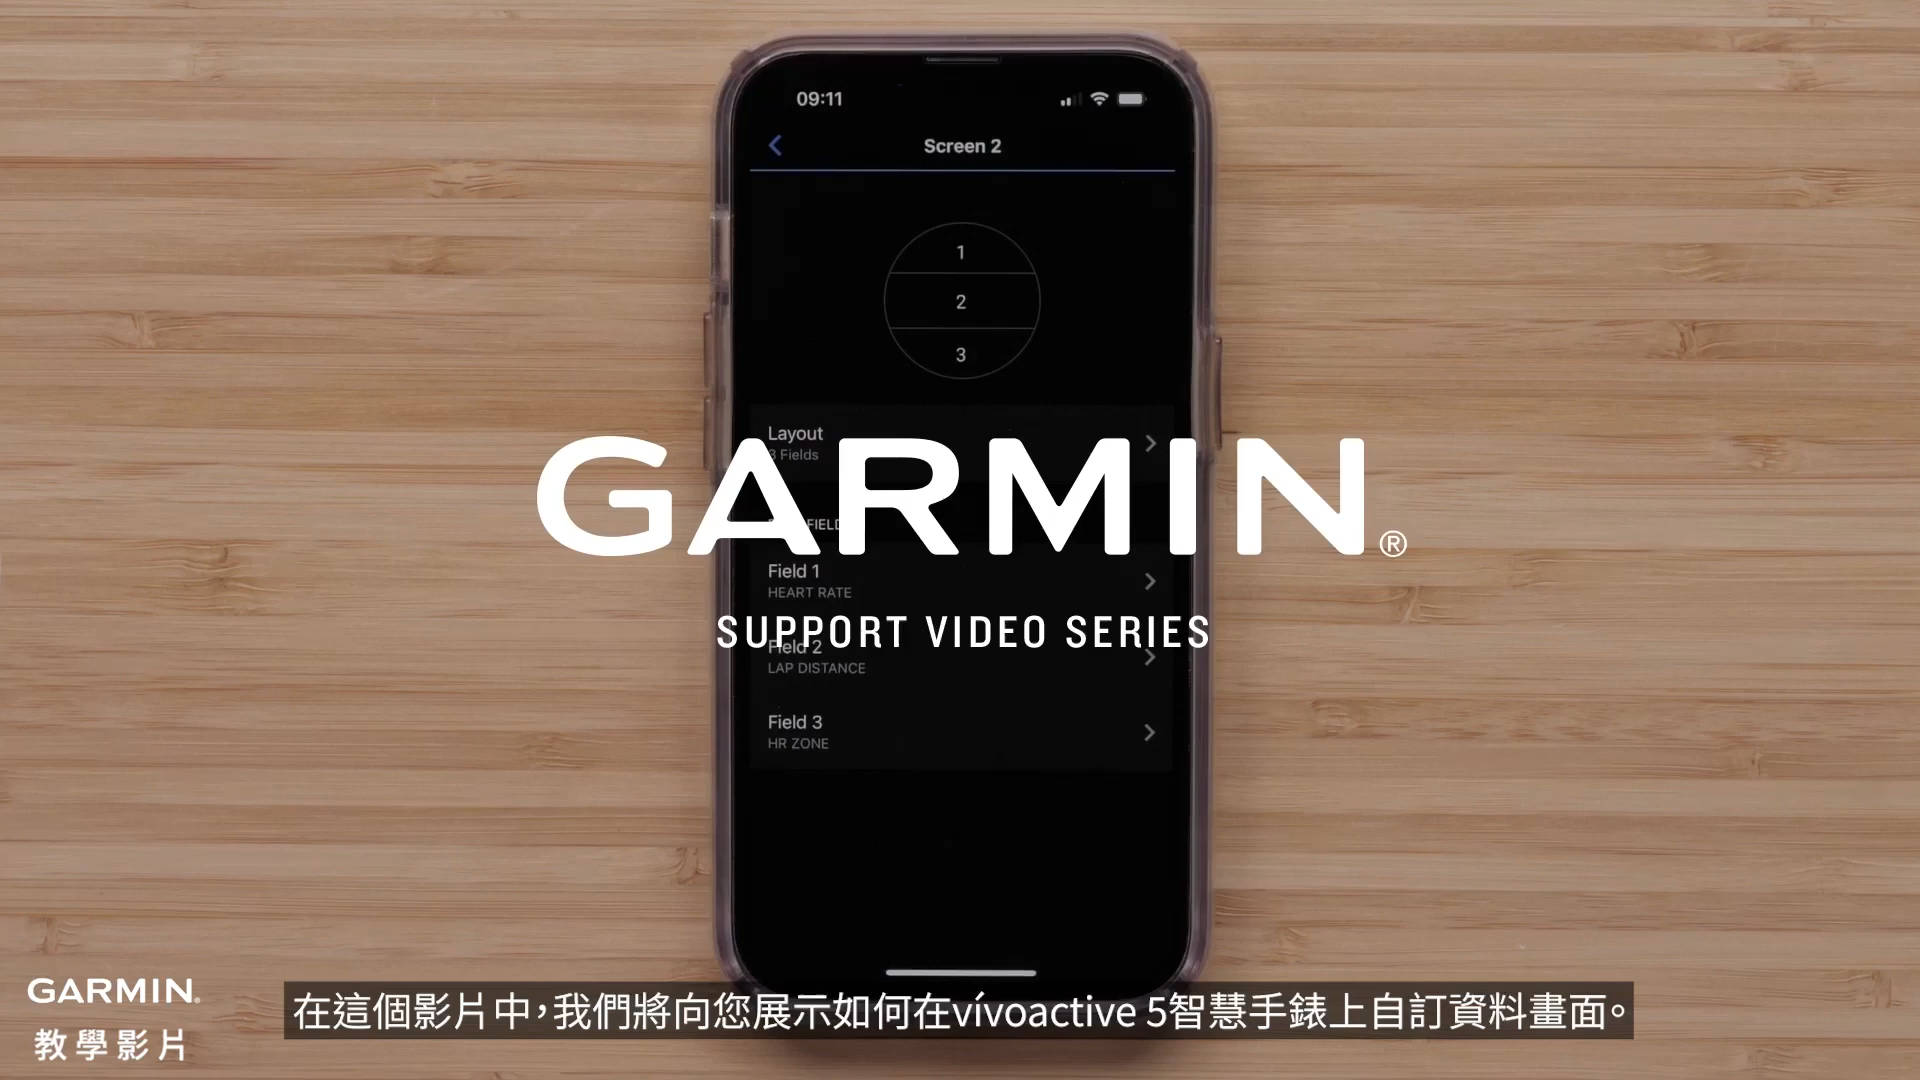 09:11
Screen 2
1
2
3
Layout
3 Fields
GARMIN®
Field 1
HEART RATE
SUPPORT VIDEO SERIES
Field 2
LAP DISTANCE
Field 3
HR ZONE
GARMIN®
教學影片
在這個影片中，我們將向您展示如何在vívoactive 5智慧手錶上自訂資料畫面。